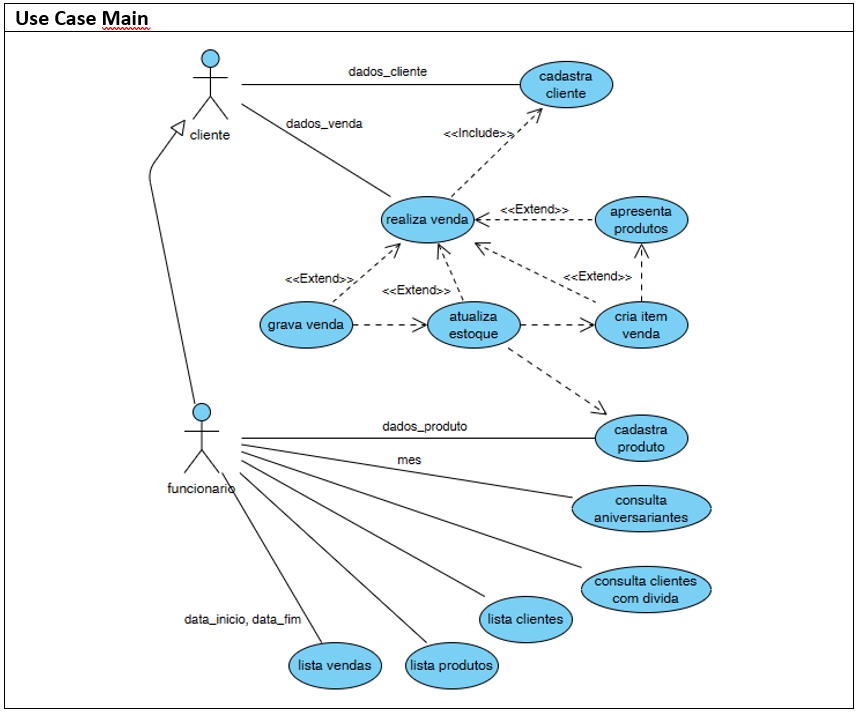 Use Case Main
dados_cliente
cadastra
cliente
cliente
dados_venda
<<Include>>
realiza venda
<<Extend>>
apresenta
produtos
<<Extend>>
<<Extend>>
<<Extend>>
grava venda
atualiza
estoque
cria item
venda
dados_produto
cadastra
produto
mes
funcionario
consulta
aniversariantes
consulta clientes
com divida
data_inicio, data_fim
lista clientes
lista vendas
lista produtos